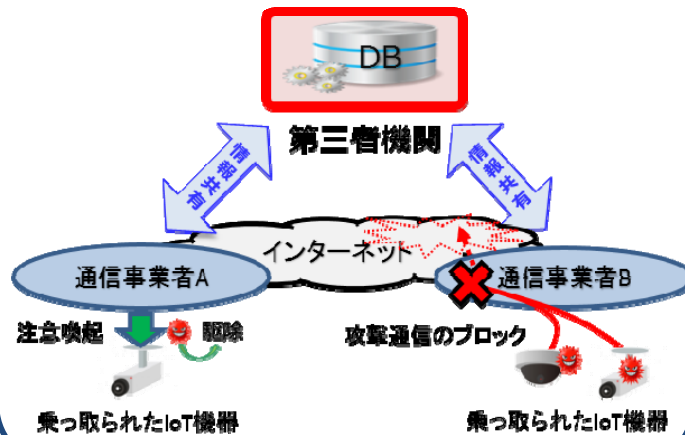 DB
第三者機関
情報共有
情報共有
インターネット
通信事業者A
通信事業者B
注意喚起
駆除
攻撃通信のブロック
乗っ取られたIoT機器
乗っ取られたIoT機器